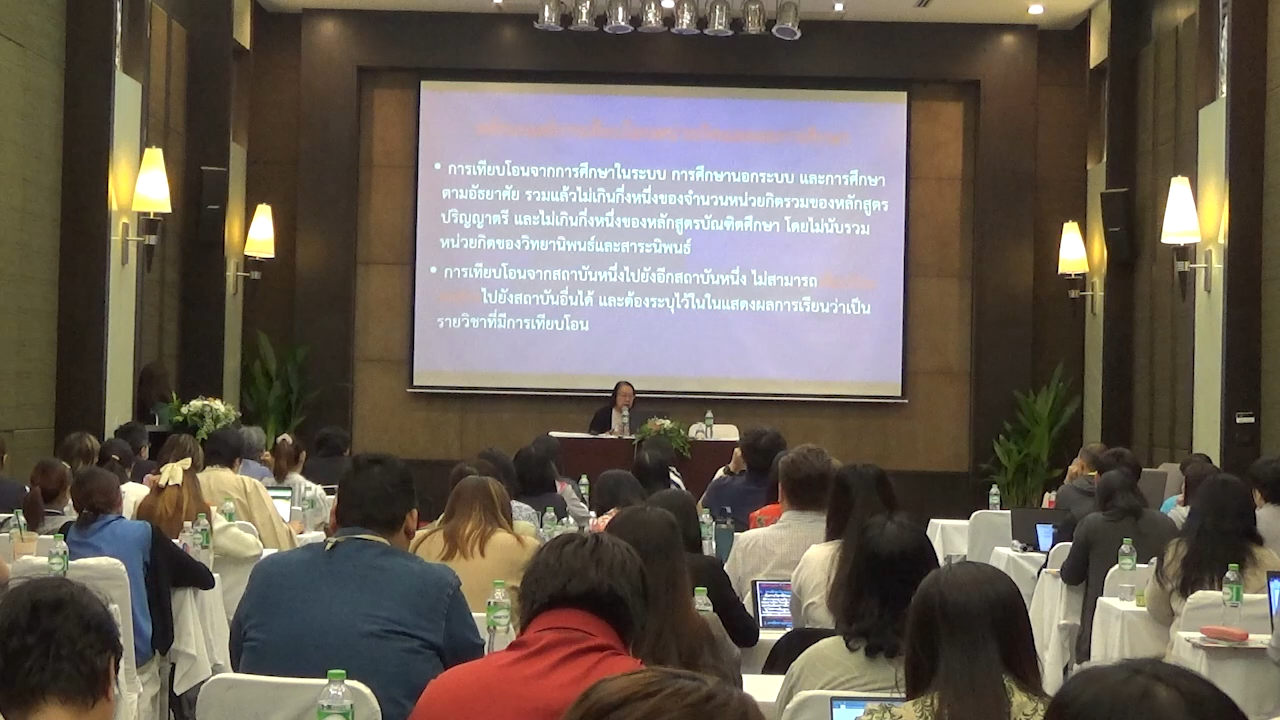 • การเทียบโอนจากการศึกษาในระบบ การศึกษานอกระบบ และการศึกษา
ตามอัธยาศัย รวมแล้วไม่เกินกึ่งหนึ่งของจำนวนหน่วยกิตรวมของหลักสูตร
ปริญญาตรี และไม่เกินกึ่งหนึ่งของหลักสูตรบัณฑิตศึกษา โดยไม่นับรวม
หน่วยกิตของวิทยานิพนธ์และสาระนิพนธ์
• การเทียบโอนจากสถาบันหนึ่งไปยังอีกสถาบันหนึ่ง ไม่สามารถ
ไปยังสถาบันอื่นได้ และต้องระบุไว้ในในแสดงผลการเรียนว่าเป็น
รายวิชาที่มีการเทียบโอน